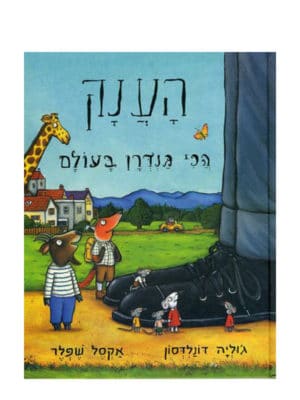 הָעֲנָק
הֲכִי גַּנְדְּרָן בָּעוֹלָם
ג'וּלְיָה דוֹנַלְדְסוֹן אַקְסֶל שֶׁפְלֶר